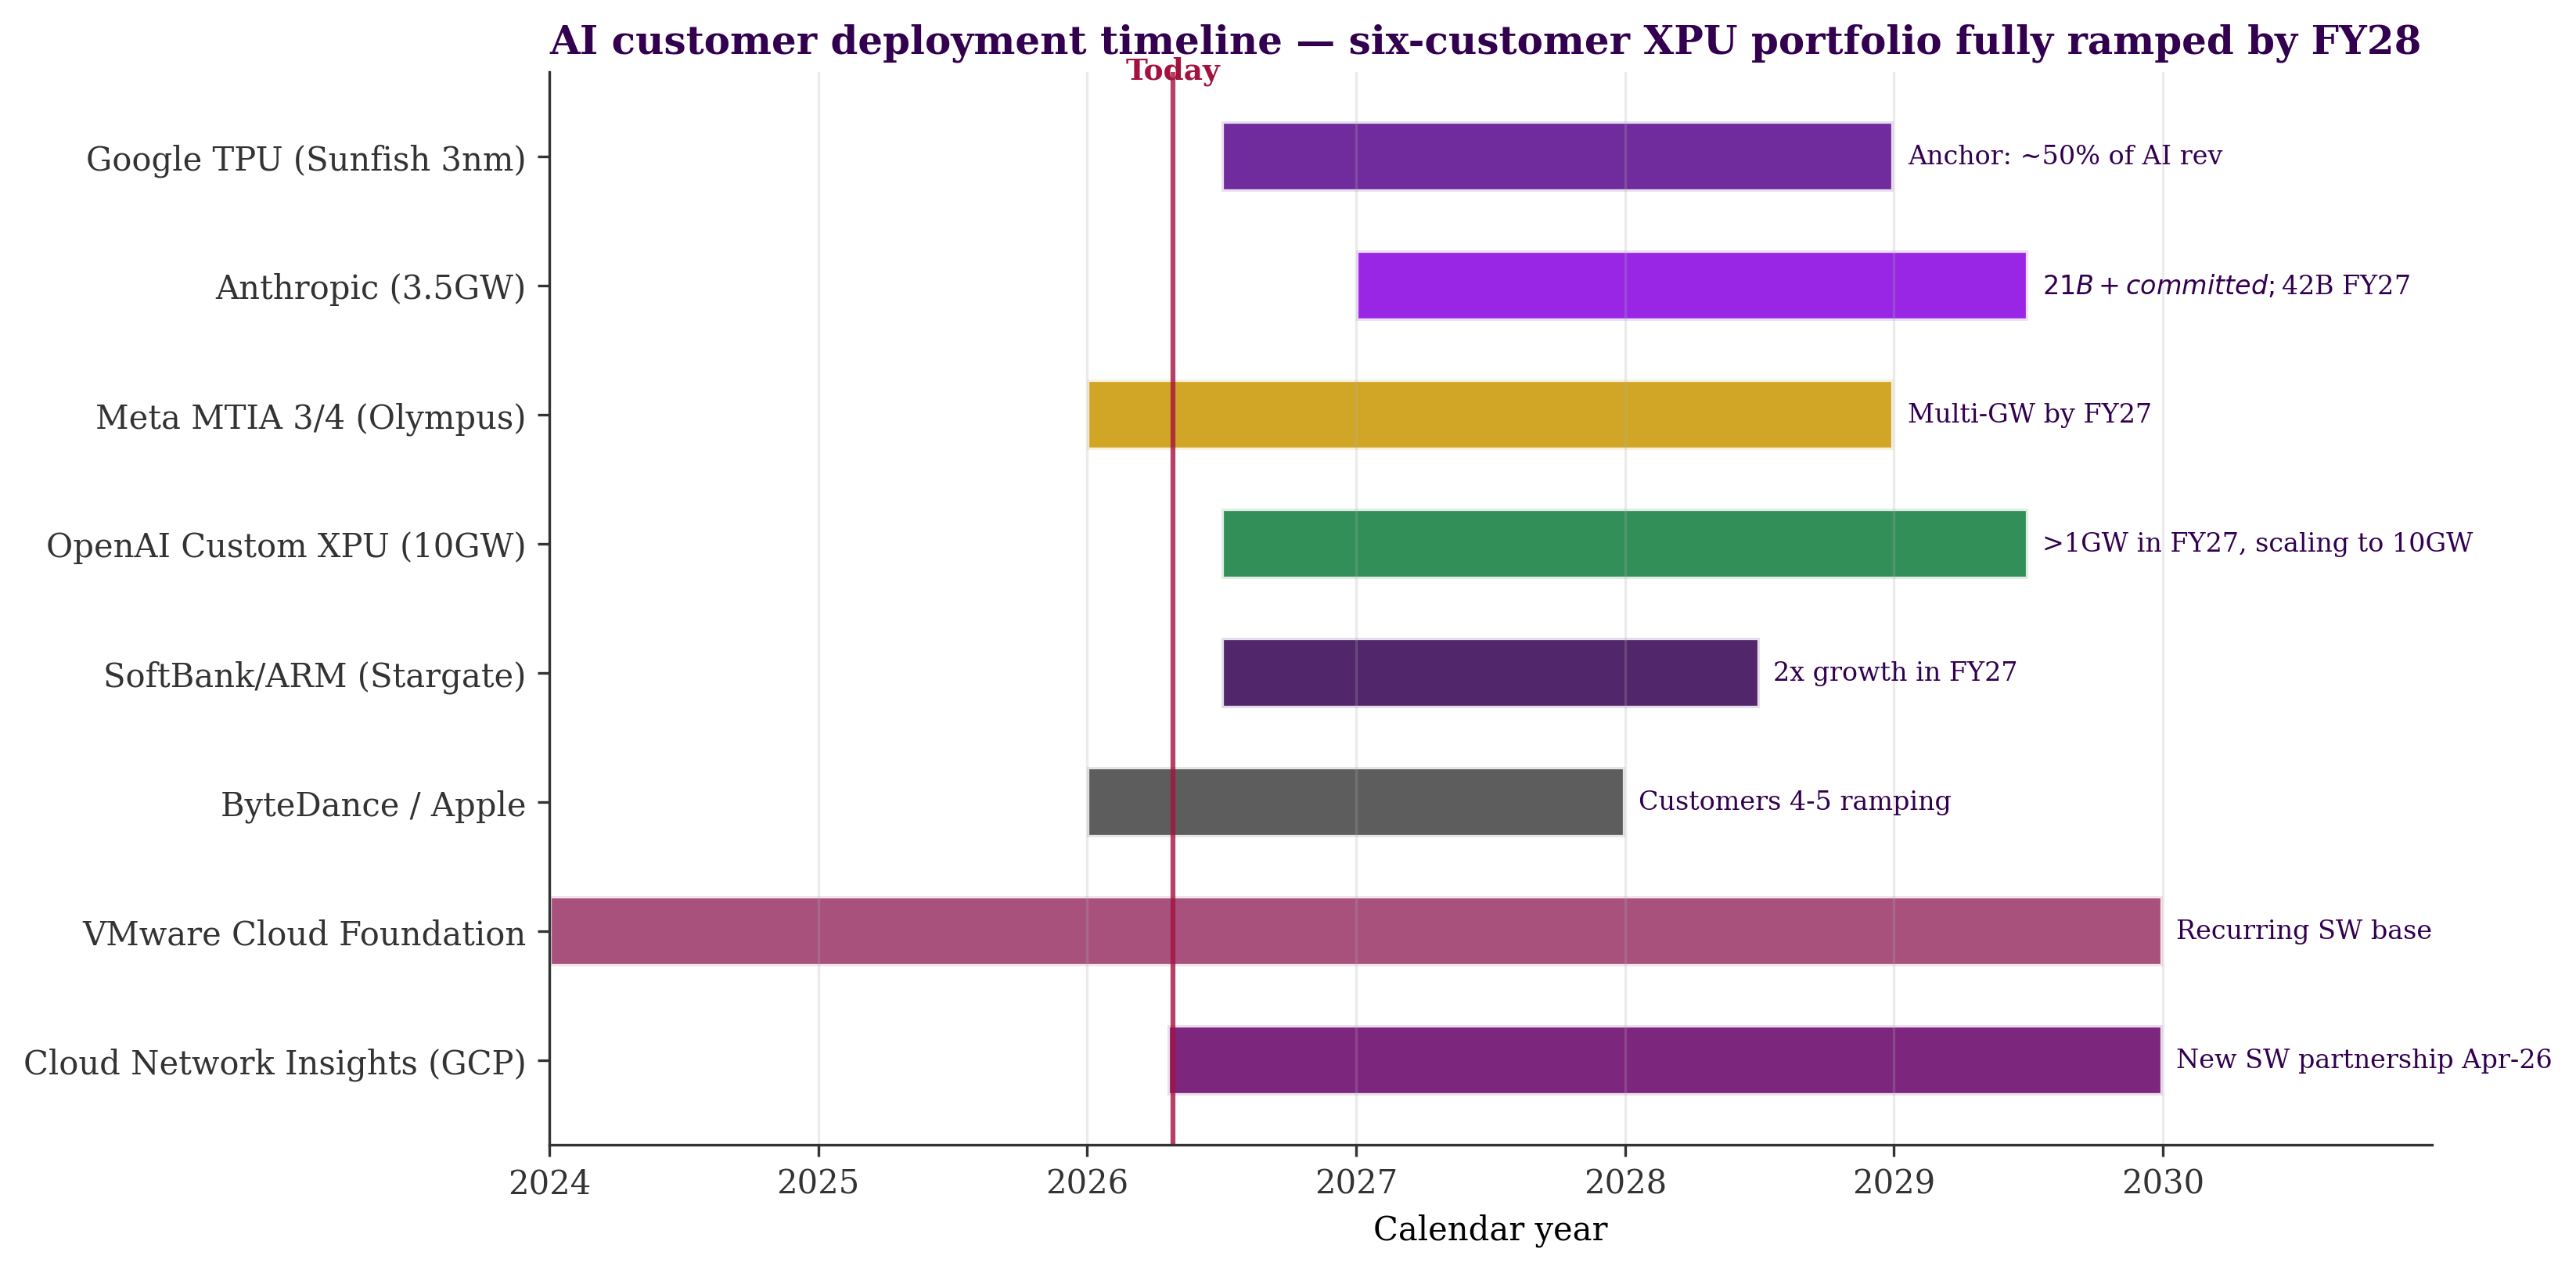 AI customer deployment timeline — six-customer XPU portfolio fully ramped by FY28
Today
Google TPU (Sunfish 3nm)
Anchor: ~50% of AI rev
Anthropic (3.5GW)
21B + committed; 42B FY27
Meta MTIA 3/4 (Olympus)
Multi-GW by FY27
OpenAI Custom XPU (10GW)
>1GW in FY27, scaling to 10GW
SoftBank/ARM (Stargate)
2x growth in FY27
ByteDance / Apple
Customers 4-5 ramping
VMware Cloud Foundation
Recurring SW base
Cloud Network Insights (GCP)
New SW partnership Apr-26
2024 2025 2026 2027 2028 2029 2030
Calendar year